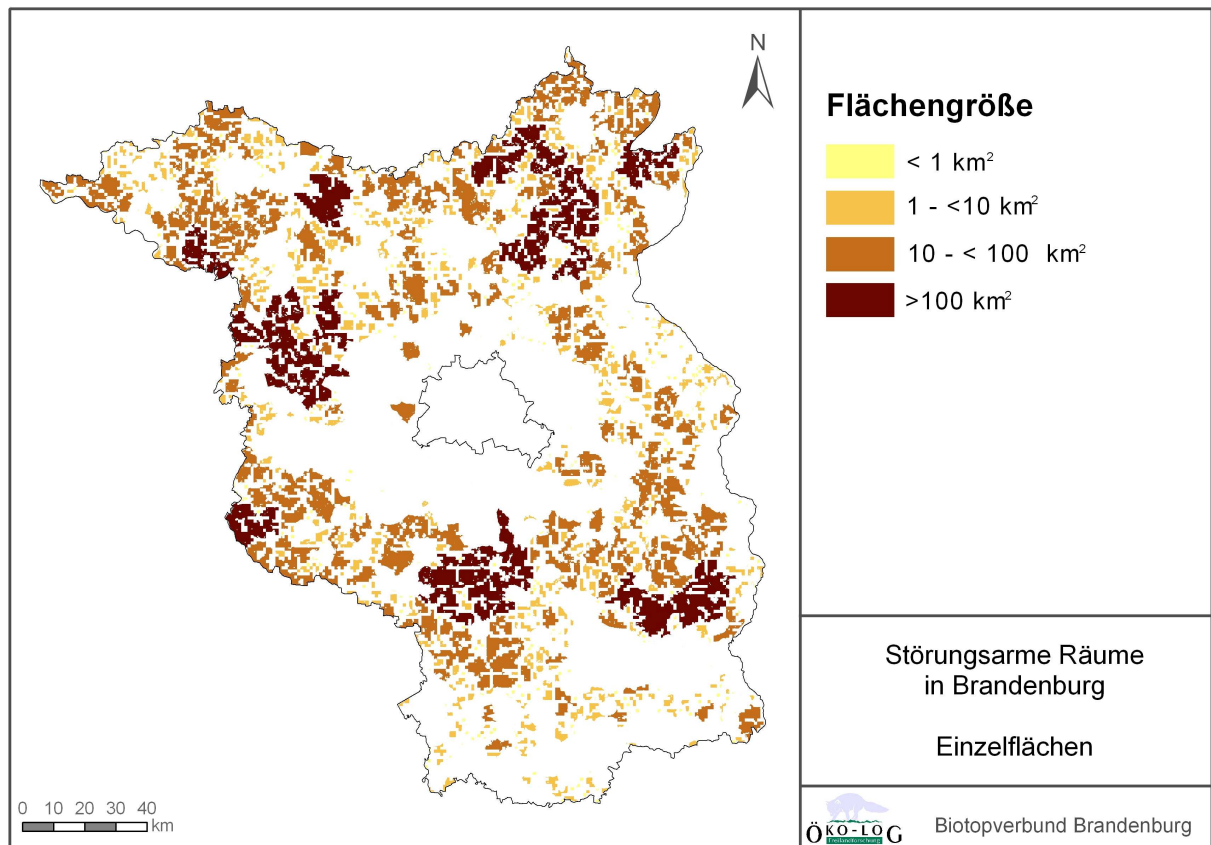 N
Flächengröße
< 1 km²
1 - <10 km²
10 - < 100 km²
>100 km²
Störungsarme Räume
in Brandenburg
Einzelflächen
0 10 20 30 40
km
ÖKO-LOG
Freilandforschung
Biotopverbund Brandenburg